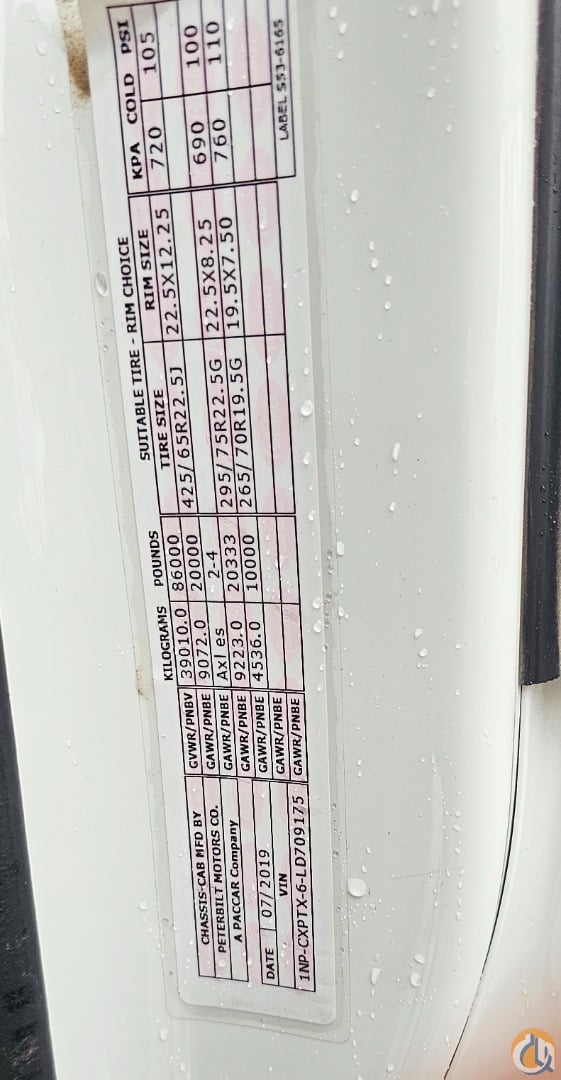 CHASSIS-CAB MFD BY
PETERBILT MOTORS CO.
A PACCAR Company
DATE 07/2019
VIN
1NP-CXPTX-6-LD709175
KILOGRAMS POUNDS
GVWR/PNBV 39010.0 86000
GAWR/PNBE 9072.0 20000
GAWR/PNBE Axles 2-4
GAWR/PNBE 9223.0 20333
GAWR/PNBE 4536.0 10000
GAWR/PNBE
GAWR/PNBE
SUITABLE TIRE - RIM CHOICE
TIRE SIZE RIM SIZE KPA COLD PSI
425/65R22.5J 22.5X12.25 720 105
295/75R22.5G 22.5X8.25 690 100
265/70R19.5G 19.5X7.50 760 110
LABEL S53-6165